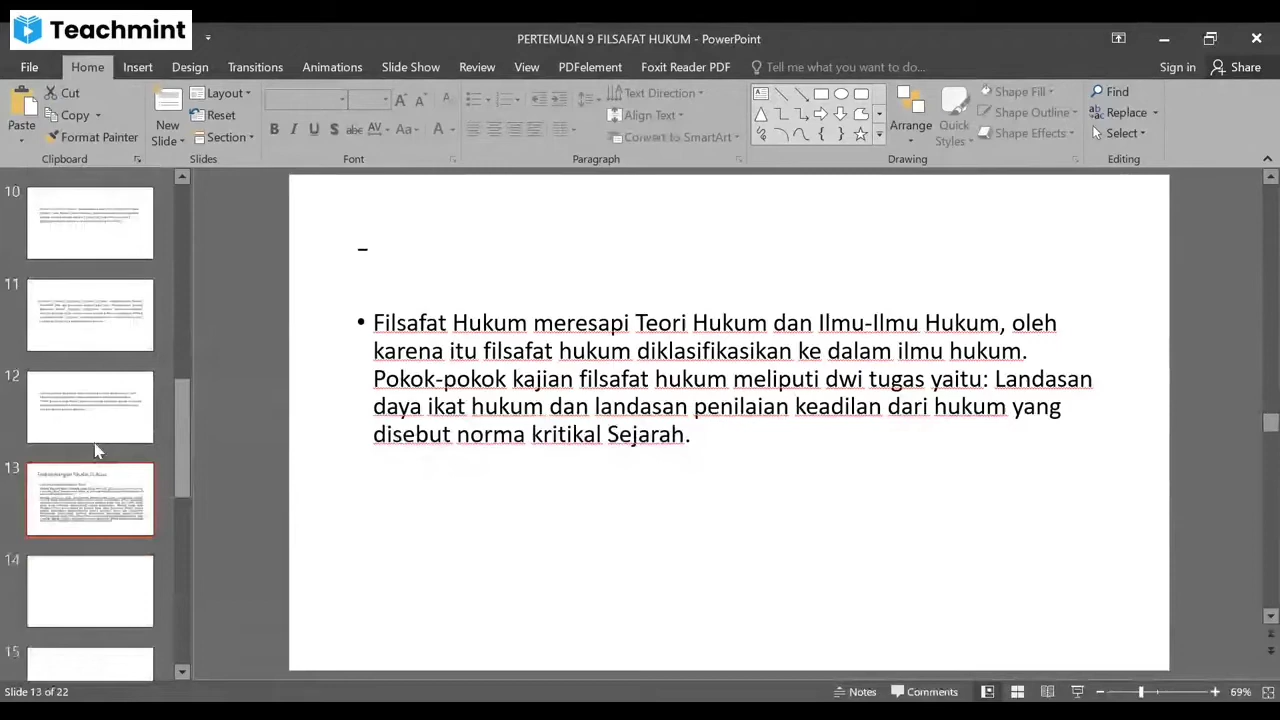 Teachmint
PERTEMUAN 9 FILSAFAT HUKUM - PowerPoint
File Home Insert Design Transitions Animations Slide Show Review View PDFelement Foxit Reader PDF Tell me what you want to do... Sign in Share
Paste
Cut
Copy
Format Painter
Clipboard
New Slide
Layout
Reset
Section
Slides
B I U S abc AV Aa A
Font
Text Direction
Align Text
Convert to SmartArt
Paragraph
Arrange
Quick Styles
Shape Fill
Shape Outline
Shape Effects
Drawing
Find
Replace
Select
Editing
10
11
12
13
14
15
–
• Filsafat Hukum meresapi Teori Hukum dan Ilmu-Ilmu Hukum, oleh
karena itu filsafat hukum diklasifikasikan ke dalam ilmu hukum.
Pokok-pokok kajian filsafat hukum meliputi dwi tugas yaitu: Landasan
daya ikat hukum dan landasan penilaian keadilan dari hukum yang
disebut norma kritikal Sejarah.
Slide 13 of 22
Notes Comments 69%